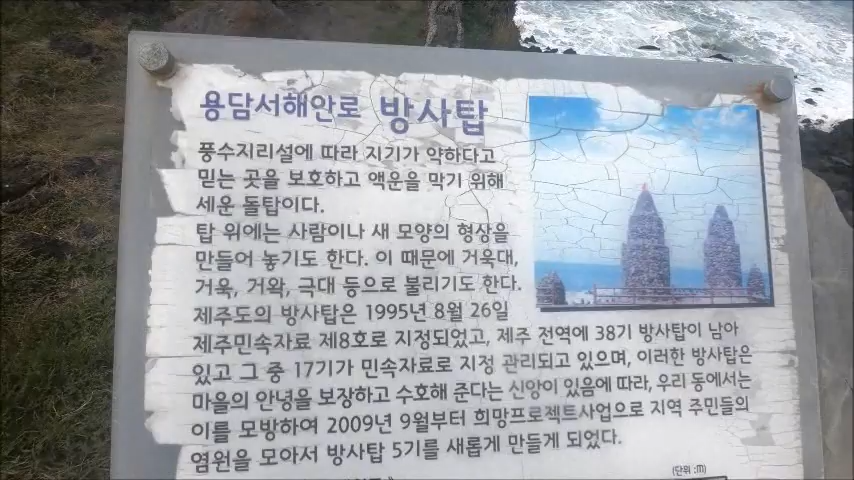 용담서해안로 방사탑
풍수지리설에 따라 지기가 약하다고
믿는 곳을 보호하고 액운을 막기 위해
세운 돌탑이다.
탑 위에는 사람이나 새 모양의 형상을
만들어 놓기도 한다. 이 때문에 거욱대,
거욱, 거왁, 극대 등으로 불리기도 한다.
제주도의 방사탑은 1995년 8월 26일
제주민속자료 제8호로 지정되었고, 제주 전역에 38기 방사탑이 남아
있고 그 중 17기가 민속자료로 지정 관리되고 있으며, 이러한 방사탑은
마을의 안녕을 보장하고 수호해 준다는 신앙이 있음에 따라, 우리 동에서는
이를 모방하여 2009년 9월부터 희망프로젝트사업으로 지역 주민들의
염원을 모아서 방사탑 5기를 새롭게 만들게 되었다.
(단위 :m)